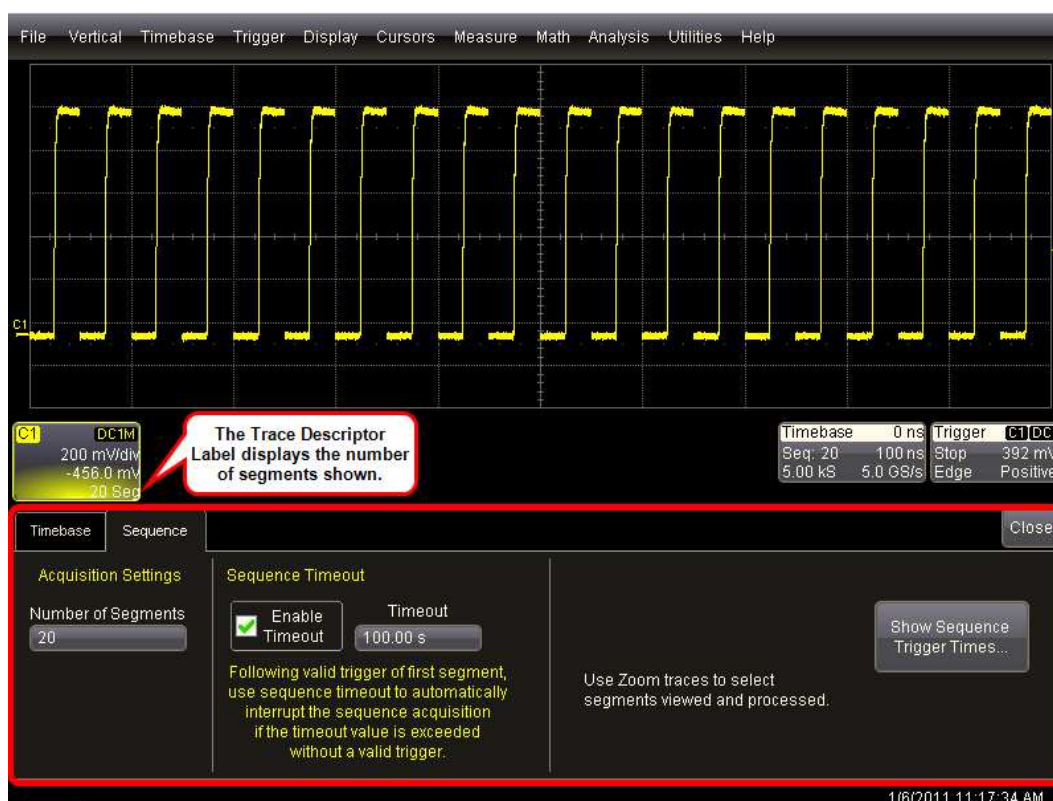 File Vertical Timebase Trigger Display Cursors Measure Math Analysis Utilities Help
C1
C1 DC1M
200 mV/div
-456.0 mV
20 Seg
The Trace Descriptor
Label displays the number
of segments shown.
Timebase 0 ns
Seq: 20 100 ns
5.00 kS 5.0 GS/s
Trigger C1 DC
Stop 392 mV
Edge Positive
Timebase Sequence Close
Acquisition Settings
Number of Segments
20
Sequence Timeout
Enable
Timeout
Timeout
100.00 s
Following valid trigger of first segment,
use sequence timeout to automatically
interrupt the sequence acquisition
if the timeout value is exceeded
without a valid trigger.
Use Zoom traces to select
segments viewed and processed.
Show Sequence
Trigger Times...
1/6/2011 11:17:34 AM